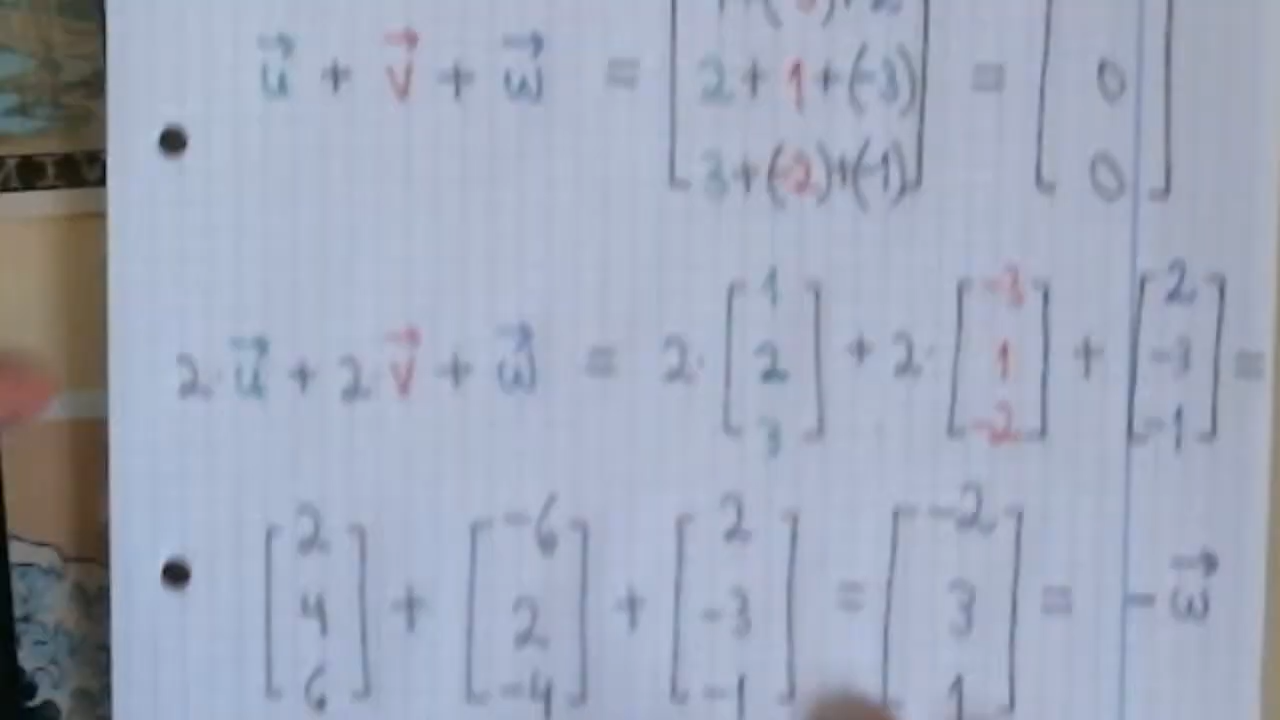 u⃗ + v⃗ + w⃗ = [2+1+(-3) 3+(-2)+(-1)] = [0 0]
2·u⃗ + 2·v⃗ + w⃗ = 2·[1 2 3] + 2·[-3 1 -2] + [2 -3 -1] =
[2 4 6] + [-6 2 -4] + [2 -3 -1] = [-2 3 1] = -w⃗